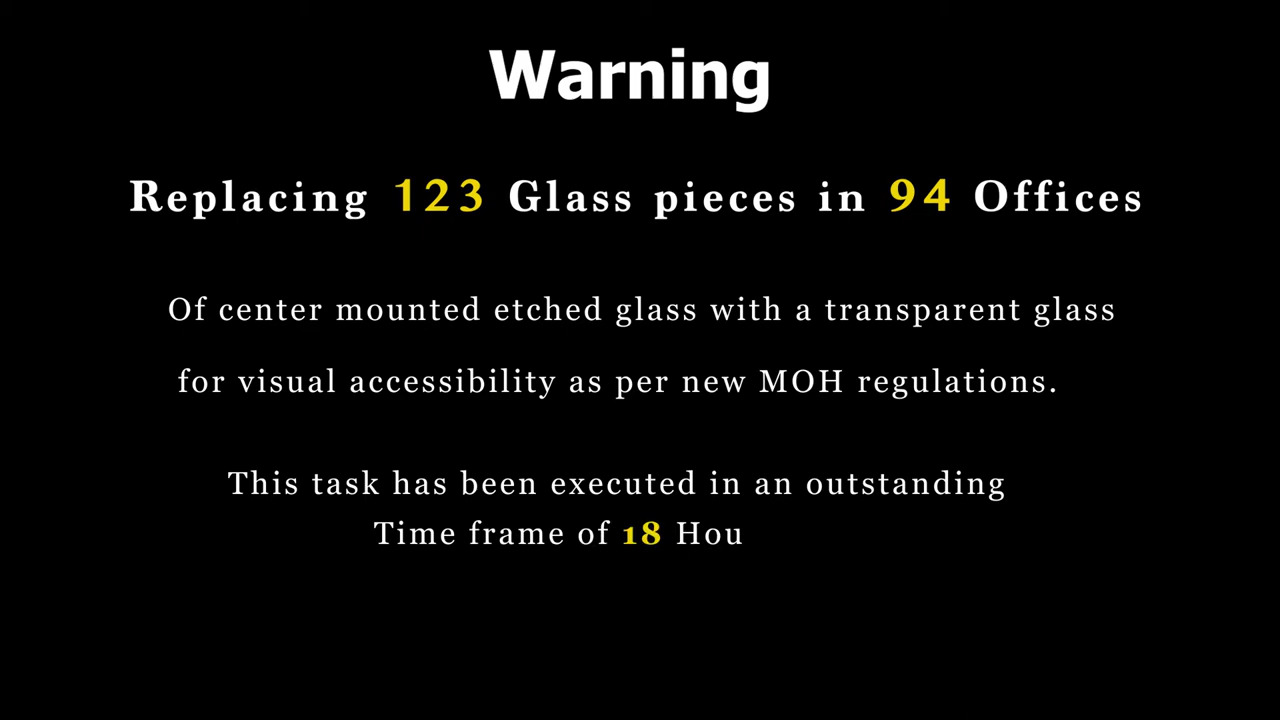 Warning
Replacing 123 Glass pieces in 94 Offices
Of center mounted etched glass with a transparent glass
for visual accessibility as per new MOH regulations.
This task has been executed in an outstanding
Time frame of 18 Hou